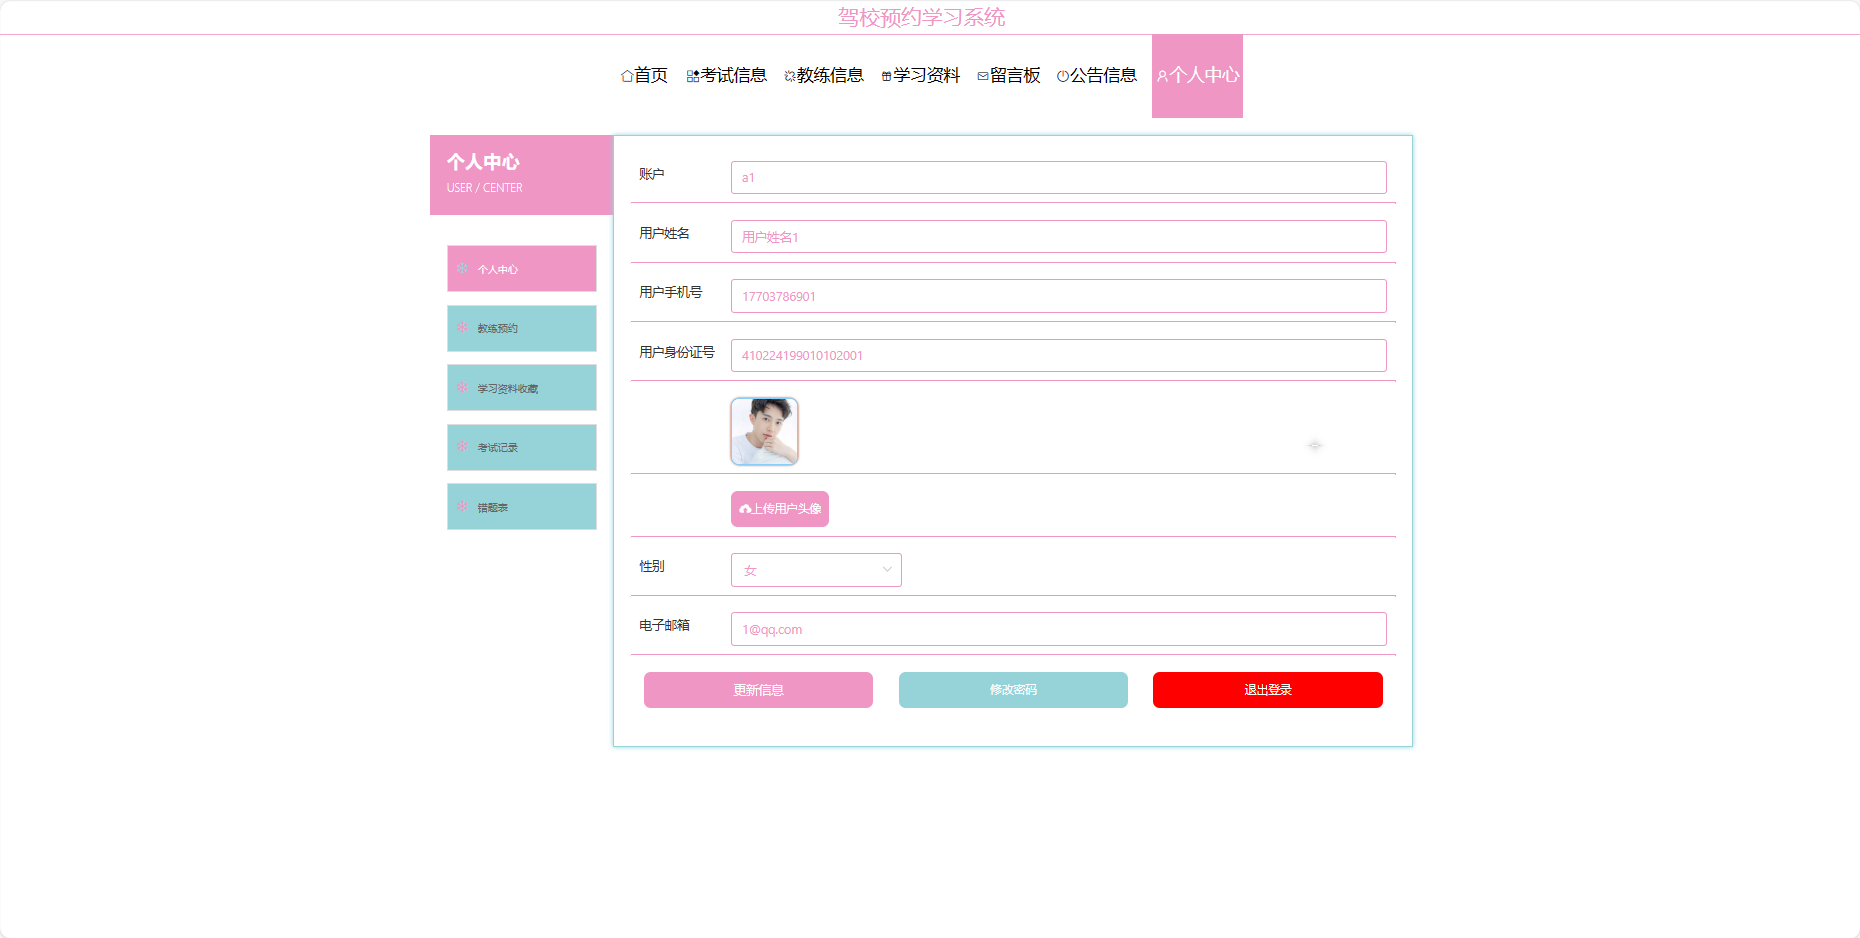 驾校预约学习系统
首页 考试信息 教练信息 学习资料 留言板 公告信息 个人中心
个人中心
USER / CENTER
个人中心
教练预约
学习资料收藏
考试记录
错题表
账户 a1
用户姓名 用户姓名1
用户手机号 17703786901
用户身份证号 410224199010102001
上传用户头像
性别 女
电子邮箱 1@qq.com
更新信息 修改密码 退出登录